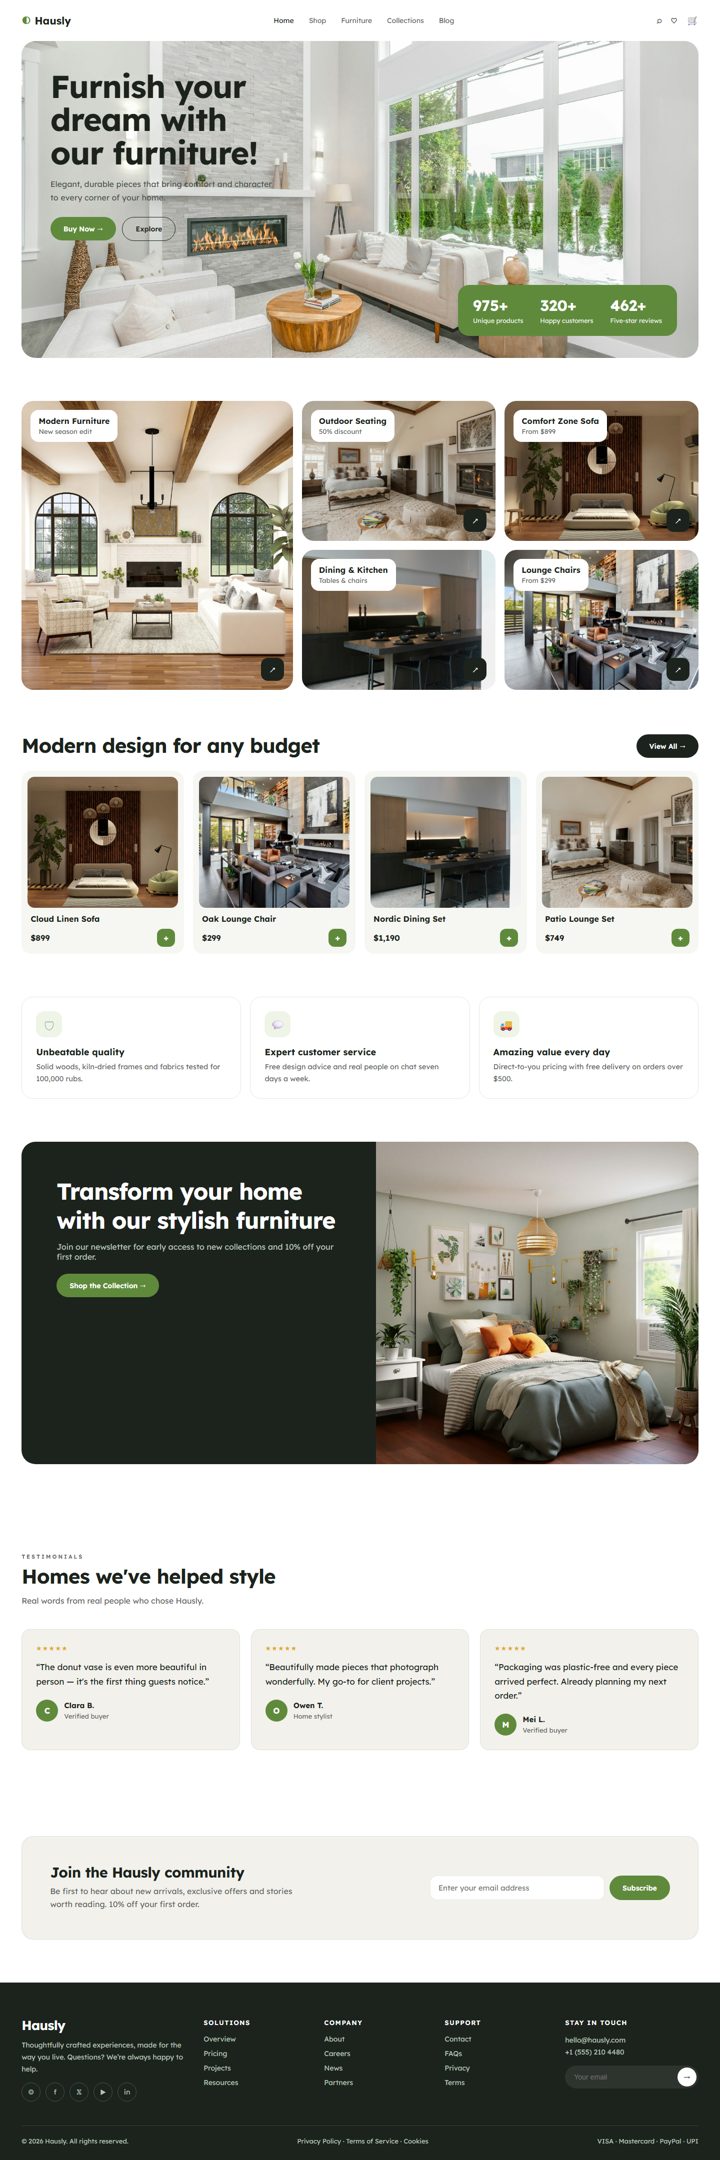 Hausly
Home Shop Furniture Collections Blog
Furnish your
dream with
our furniture!
Elegant, durable pieces that bring comfort and character
to every corner of your home.
Buy Now →
Explore
975+ 320+ 462+
Unique products Happy customers Five-star reviews
Modern Furniture
New season edit
Outdoor Seating
50% discount
Comfort Zone Sofa
From $899
Dining & Kitchen
Tables & chairs
Lounge Chairs
From $299
Modern design for any budget
View All →
Cloud Linen Sofa
$899
+
Oak Lounge Chair
$299
+
Nordic Dining Set
$1,190
+
Patio Lounge Set
$749
+
Unbeatable quality
Solid woods, kiln-dried frames and fabrics tested for
100,000 rubs.
Expert customer service
Free design advice and real people on chat seven
days a week.
Amazing value every day
Direct-to-you pricing with free delivery on orders over
$500.
Transform your home
with our stylish furniture
Join our newsletter for early access to new collections and 10% off your
first order.
Shop the Collection →
TESTIMONIALS
Homes we've helped style
Real words from real people who chose Hausly.
★★★★★
“The donut vase is even more beautiful in
person — it's the first thing guests notice.”
C
Clara B.
Verified buyer
★★★★★
“Beautifully made pieces that photograph
wonderfully. My go-to for client projects.”
O
Owen T.
Home stylist
★★★★★
“Packaging was plastic-free and every piece
arrived perfect. Already planning my next
order.”
M
Mei L.
Verified buyer
Join the Hausly community
Be first to hear about new arrivals, exclusive offers and stories
worth reading. 10% off your first order.
Enter your email address
Subscribe
Hausly
Thoughtfully crafted experiences, made for the
way you live. Questions? We're always happy to
help.
f 𝕏 ▶ in
SOLUTIONS
Overview
Pricing
Projects
Resources
COMPANY
About
Careers
News
Partners
SUPPORT
Contact
FAQs
Privacy
Terms
STAY IN TOUCH
hello@hausly.com
+1 (555) 210 4480
Your email
→
© 2026 Hausly. All rights reserved.
Privacy Policy · Terms of Service · Cookies
VISA · Mastercard · PayPal · UPI